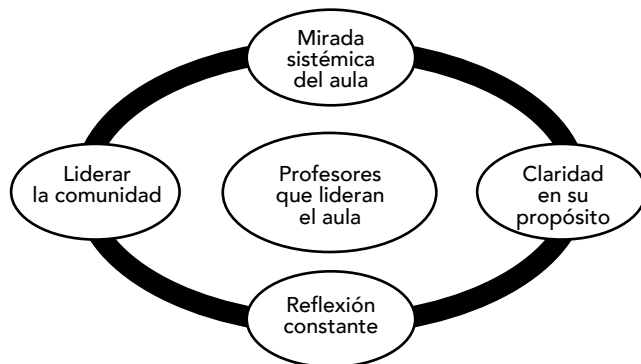 Mirada
sistémica
del aula
Liderar
la comunidad
Profesores
que lideran
el aula
Claridad
en su
propósito
Reflexión
constante